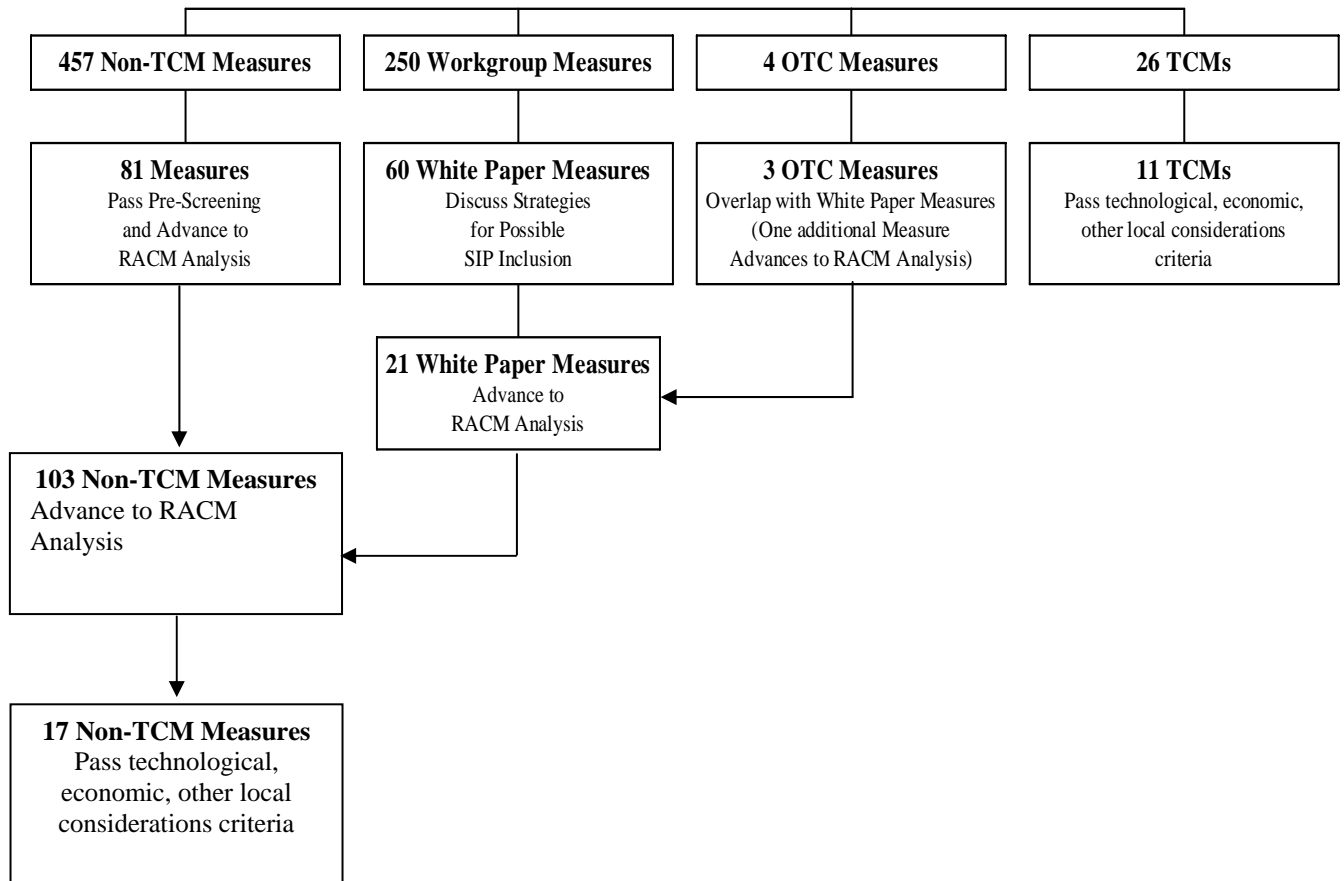 457 Non-TCM Measures
250 Workgroup Measures
4 OTC Measures
26 TCMs
81 Measures
Pass Pre-Screening
and Advance to
RACM Analysis
60 White Paper Measures
Discuss Strategies
for Possible
SIP Inclusion
3 OTC Measures
Overlap with White Paper Measures
(One additional Measure
Advances to RACM Analysis)
11 TCMs
Pass technological, economic,
other local considerations
criteria
21 White Paper Measures
Advance to
RACM Analysis
103 Non-TCM Measures
Advance to RACM
Analysis
17 Non-TCM Measures
Pass technological,
economic, other local
considerations criteria